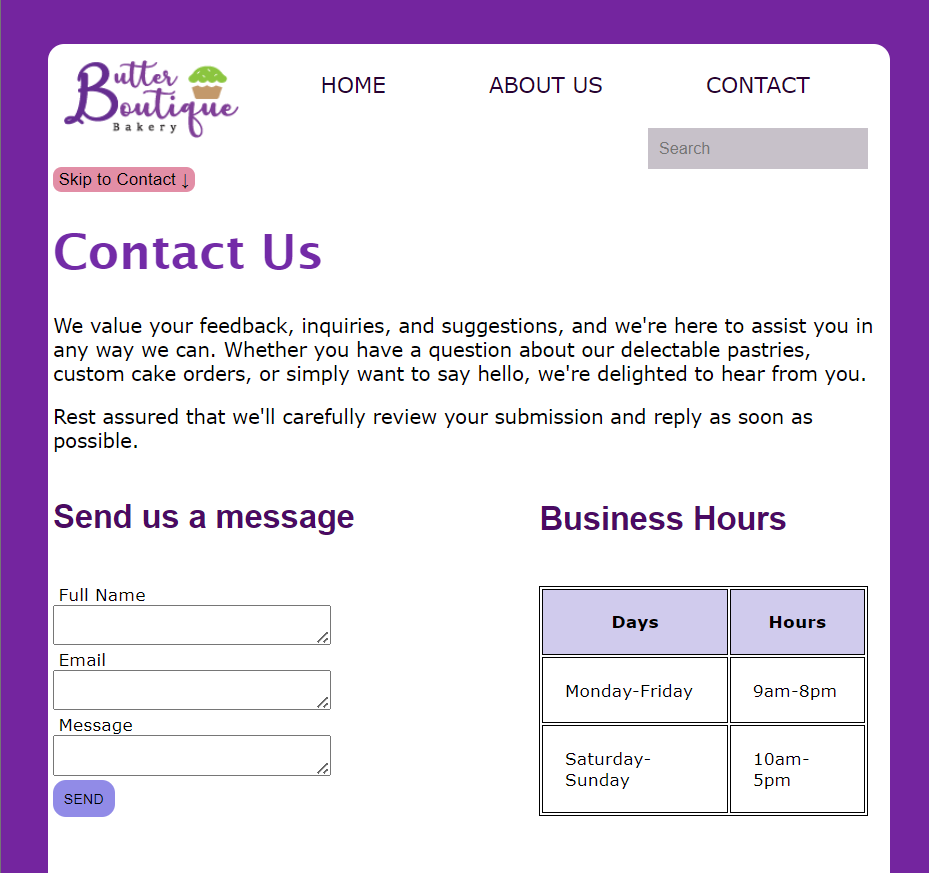 Butter
Boutique
Bakery
HOME ABOUT US CONTACT
Search
Skip to Contact ↓
Contact Us
We value your feedback, inquiries, and suggestions, and we're here to assist you in
any way we can. Whether you have a question about our delectable pastries,
custom cake orders, or simply want to say hello, we're delighted to hear from you.
Rest assured that we'll carefully review your submission and reply as soon as
possible.
Send us a message
Full Name
Email
Message
SEND
Business Hours
Days Hours
Monday-Friday 9am-8pm
Saturday- 10am-
Sunday 5pm